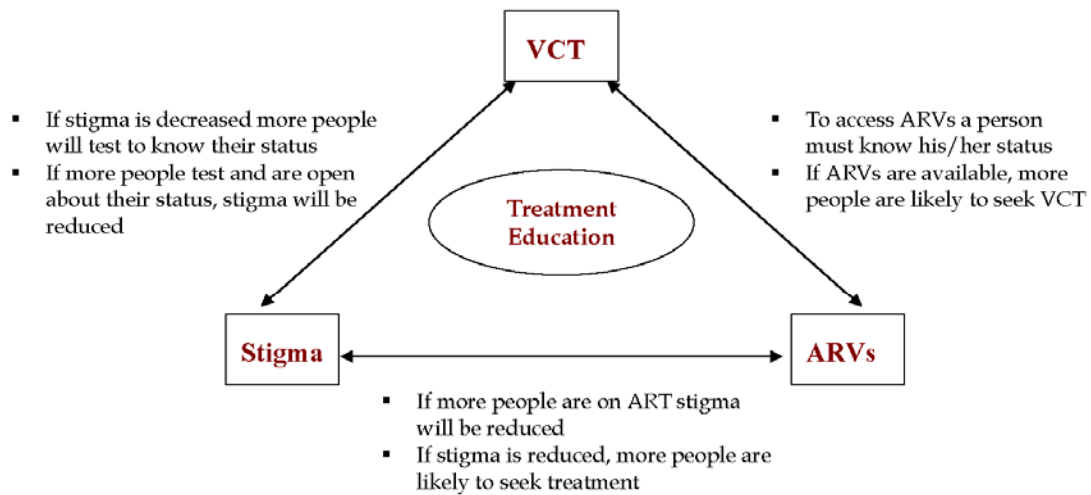 VCT
▪ If stigma is decreased more people
will test to know their status
▪ If more people test and are open
about their status, stigma will be
reduced
▪ To access ARVs a person
must know his/her status
▪ If ARVs are available, more
people are likely to seek VCT
Treatment
Education
Stigma
ARVs
▪ If more people are on ART stigma
will be reduced
▪ If stigma is reduced, more people are
likely to seek treatment